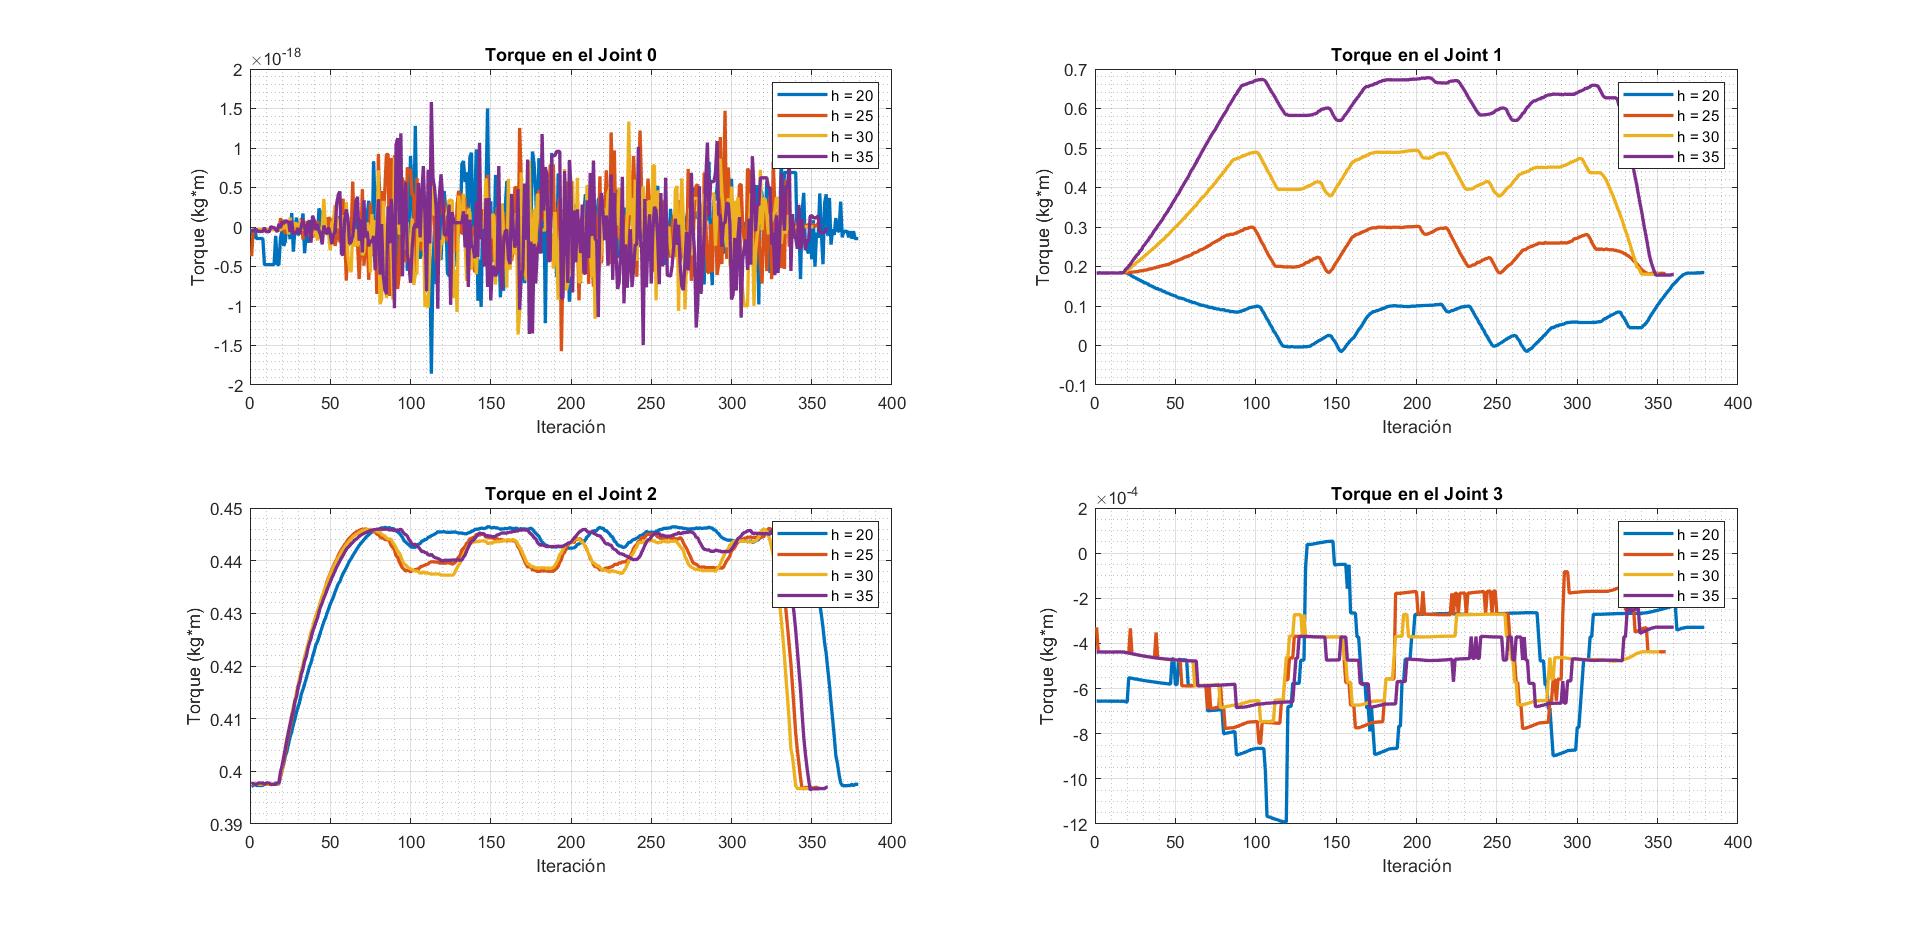 Torque en el Joint 0
×10-18
2
1.5
1
0.5
0
-0.5
-1
-1.5
-2
Torque (kg*m)
0 50 100 150 200 250 300 350 400
Iteración
h = 20
h = 25
h = 30
h = 35
Torque en el Joint 1
0.7
0.6
0.5
0.4
0.3
0.2
0.1
0
-0.1
Torque (kg*m)
0 50 100 150 200 250 300 350 400
Iteración
h = 20
h = 25
h = 30
h = 35
Torque en el Joint 2
0.45
0.44
0.43
0.42
0.41
0.4
0.39
Torque (kg*m)
0 50 100 150 200 250 300 350 400
Iteración
h = 20
h = 25
h = 30
h = 35
Torque en el Joint 3
×10-4
2
0
-2
-4
-6
-8
-10
-12
Torque (kg*m)
0 50 100 150 200 250 300 350 400
Iteración
h = 20
h = 25
h = 30
h = 35